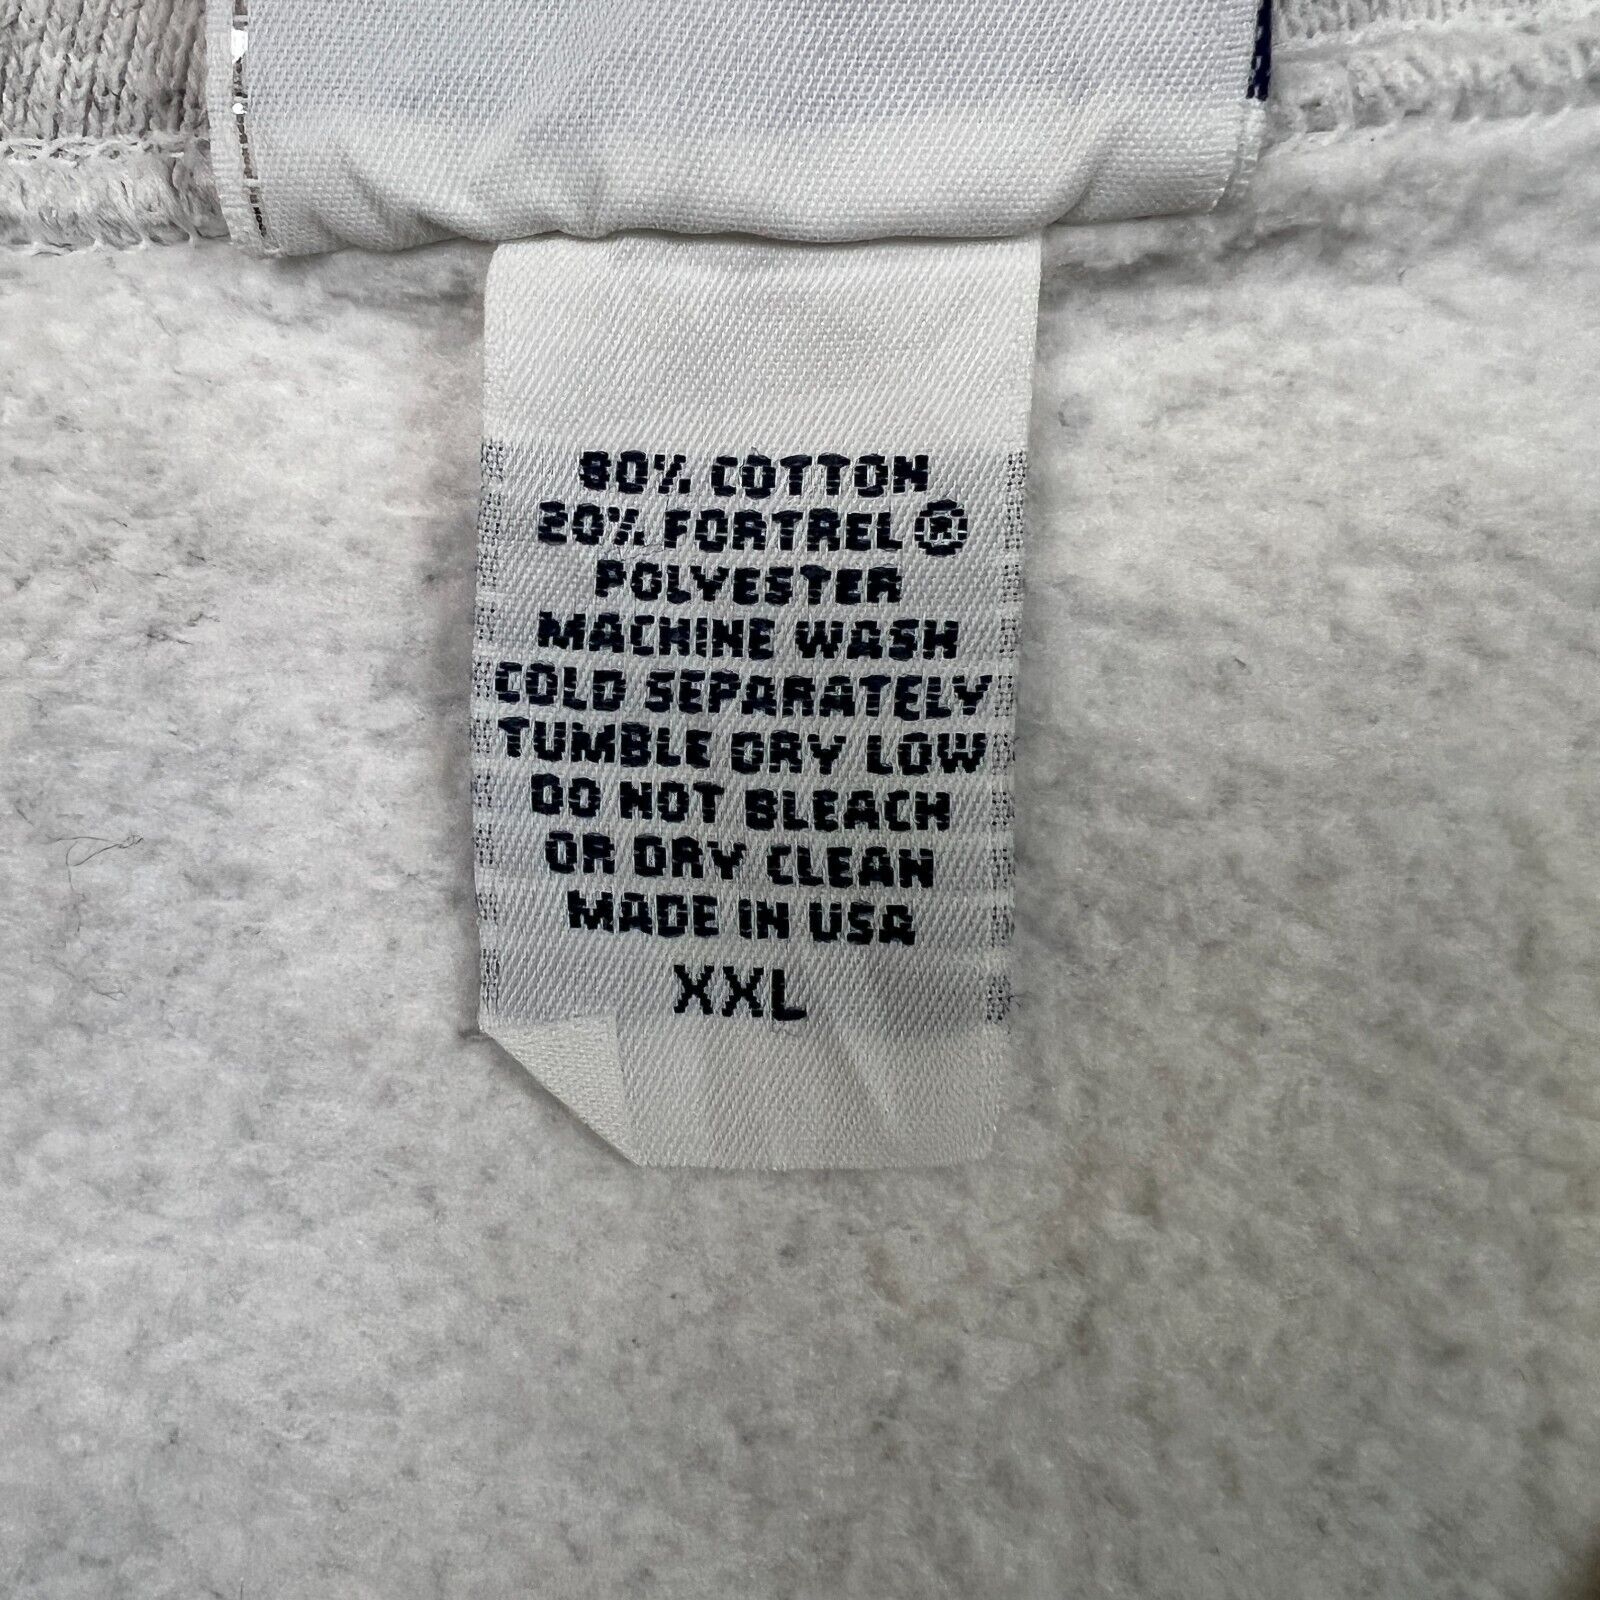 80% COTTON
20% FORTREL®
POLYESTER
MACHINE WASH
COLD SEPARATELY
TUMBLE DRY LOW
DO NOT BLEACH
OR DRY CLEAN
MADE IN USA
XXL